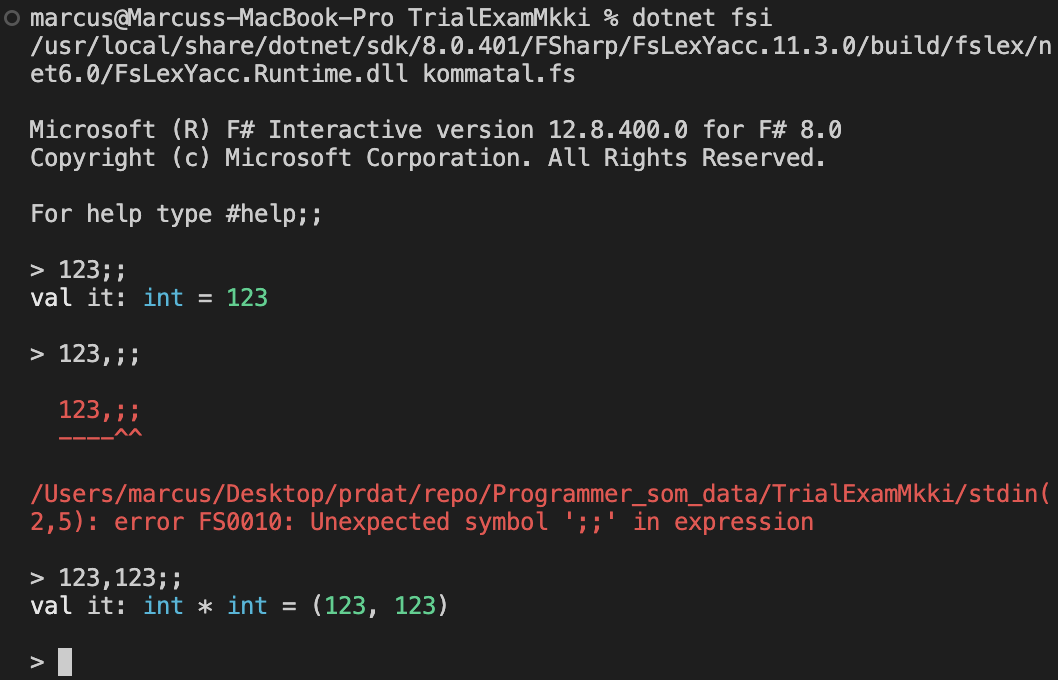 marcus@Marcuss-MacBook-Pro TrialExamMkki % dotnet fsi
/usr/local/share/dotnet/sdk/8.0.401/FSharp/FsLexYacc.11.3.0/build/fslex/n
et6.0/FsLexYacc.Runtime.dll kommatal.fs
Microsoft (R) F# Interactive version 12.8.400.0 for F# 8.0
Copyright (c) Microsoft Corporation. All Rights Reserved.
For help type #help;;
> 123;;
val it: int = 123
> 123,;;
123,;;
----^^
/Users/marcus/Desktop/prdat/repo/Programmer_som_data/TrialExamMkki/stdin(
2,5): error FS0010: Unexpected symbol ';;' in expression
> 123,123;;
val it: int * int = (123, 123)
>